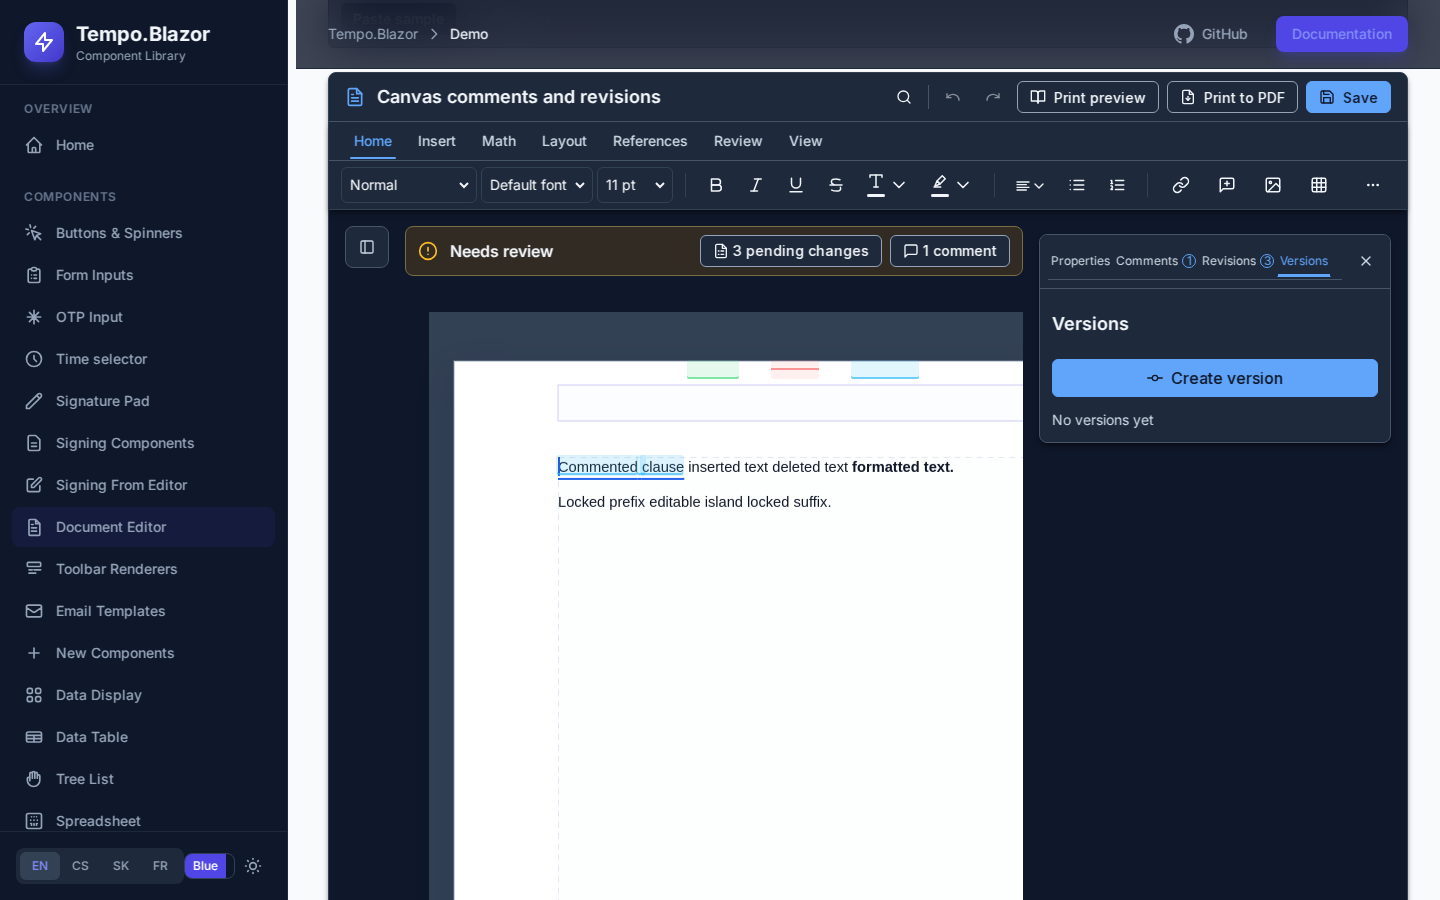 Tempo.Blazor
Component Library
OVERVIEW
Home
COMPONENTS
Buttons & Spinners
Form Inputs
OTP Input
Time selector
Signature Pad
Signing Components
Signing From Editor
Document Editor
Toolbar Renderers
Email Templates
New Components
Data Display
Data Table
Tree List
Spreadsheet
EN CS SK FR Blue
Paste sample
Tempo.Blazor > Demo
GitHub Documentation
Canvas comments and revisions
Print preview Print to PDF Save
Home Insert Math Layout References Review View
Normal Default font 11 pt
Needs review 3 pending changes 1 comment
Commented clause inserted text deleted text formatted text.
Locked prefix editable island locked suffix.
Properties Comments 1 Revisions 3 Versions
Versions
Create version
No versions yet